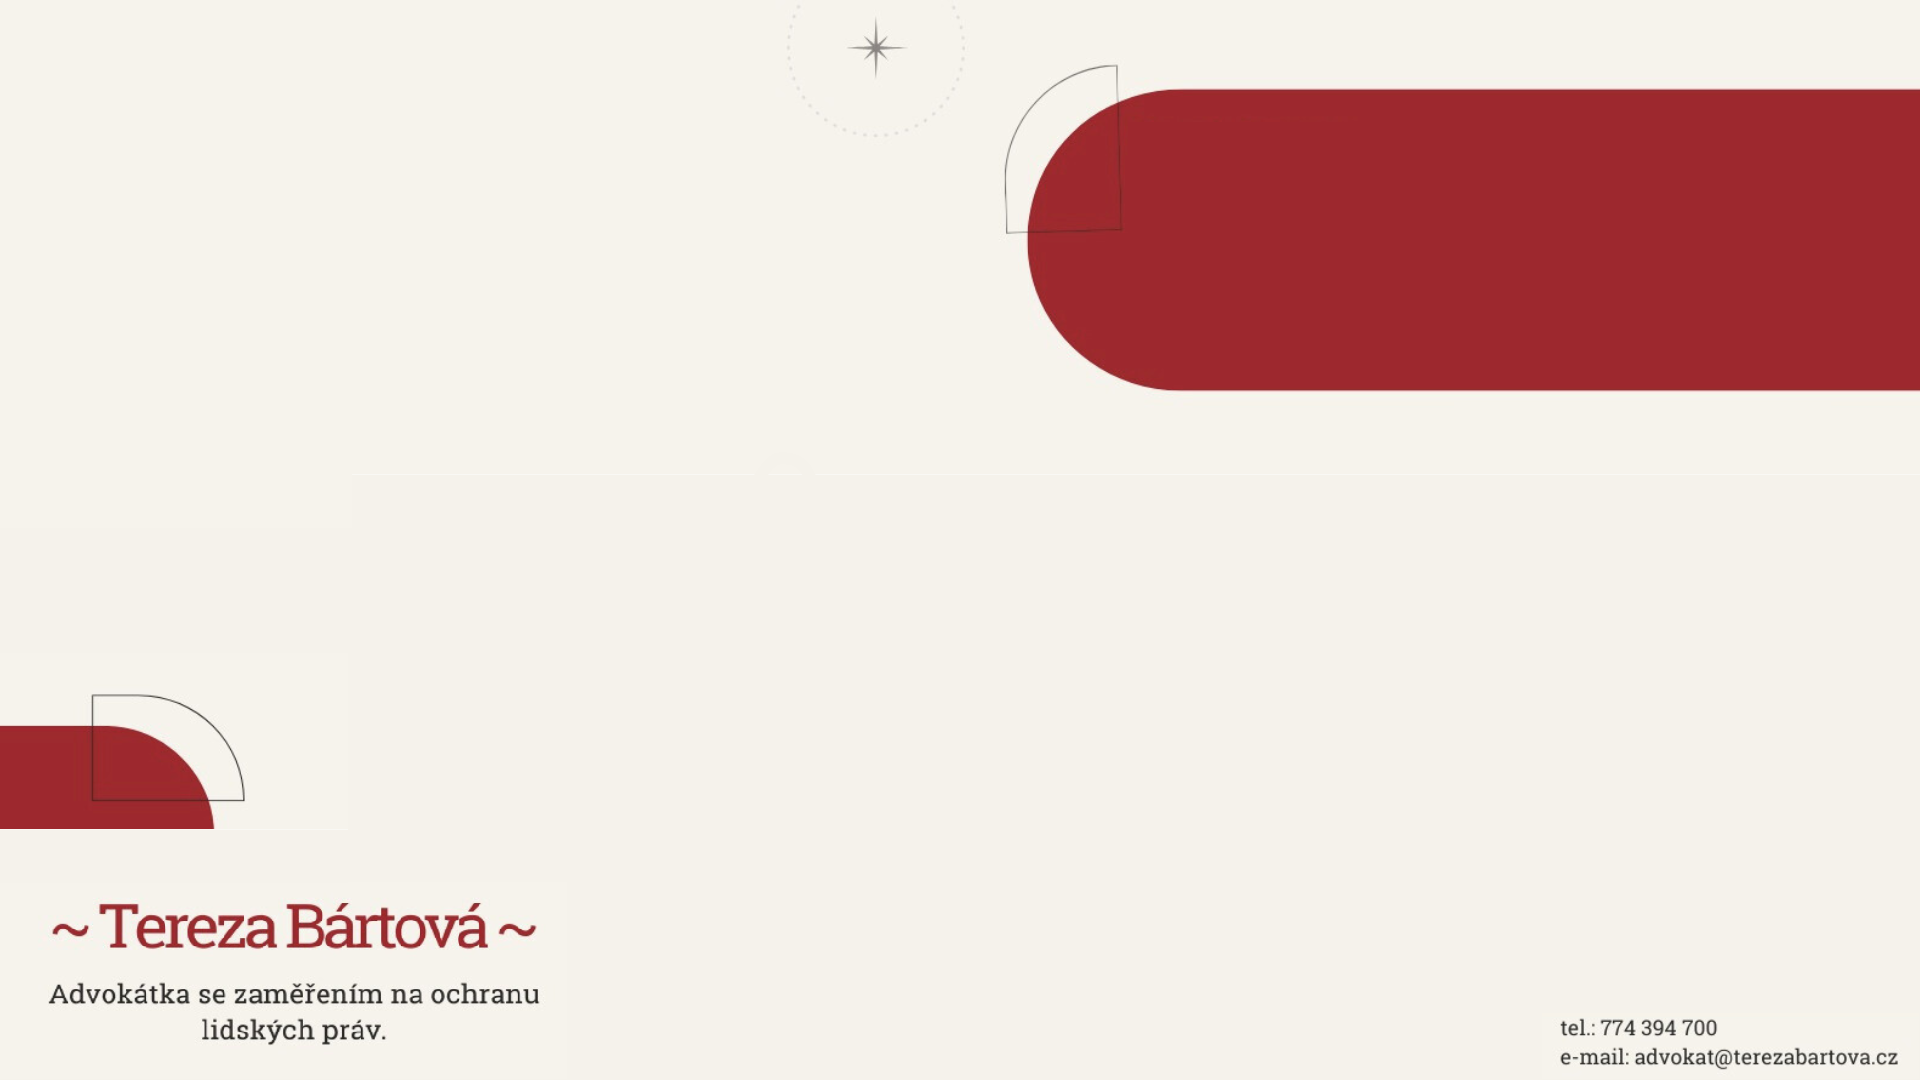 ~ Tereza Bártová ~
Advokátka se zaměřením na ochranu
lidských práv.
tel.: 774 394 700
e-mail: advokat@terezabartova.cz